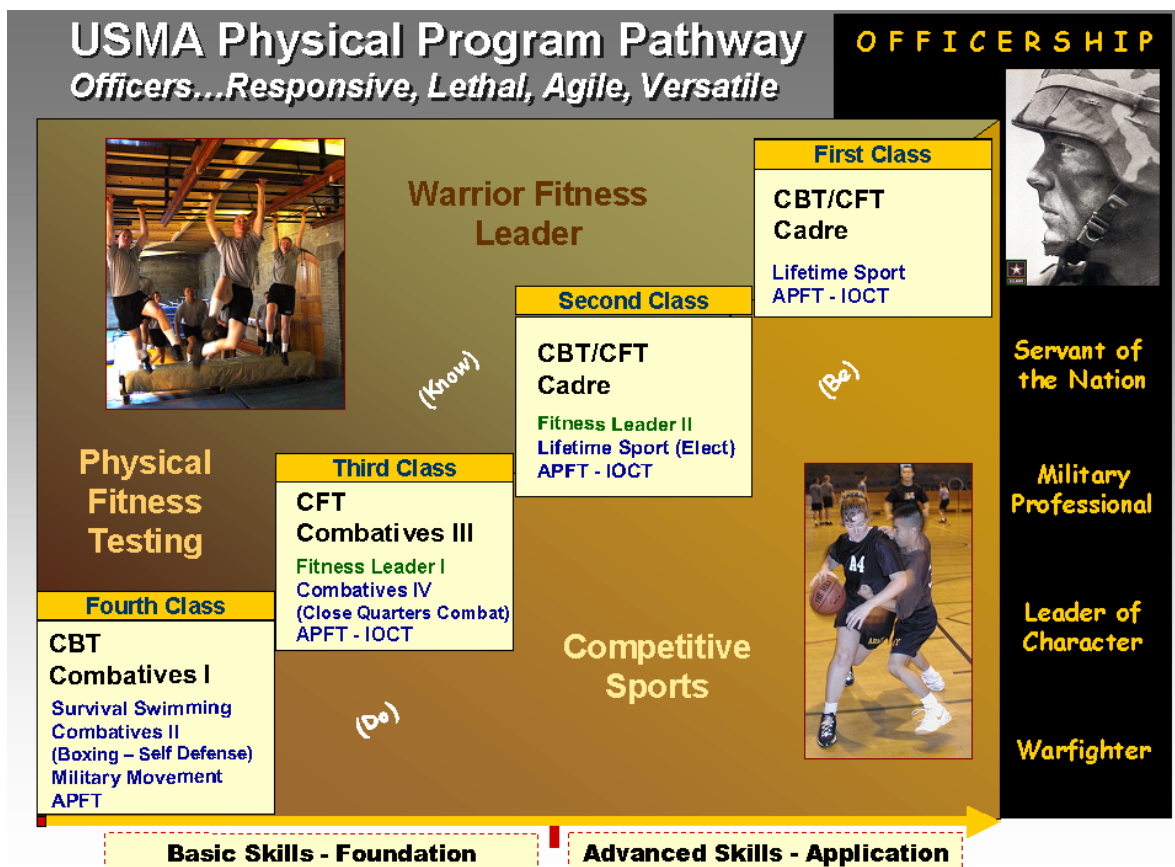 USMA Physical Program Pathway
Officers...Responsive, Lethal, Agile, Versatile
OFFICERSHIP
First Class
CBT/CFT
Cadre
Lifetime Sport
APFT - IOCT
Warrior Fitness
Leader
Second Class
CBT/CFT
Cadre
Fitness Leader II
Lifetime Sport (Elect)
APFT - IOCT
(Know)
(Be)
Servant of
the Nation
Physical
Fitness
Testing
Third Class
CFT
Combatives III
Fitness Leader I
Combatives IV
(Close Quarters Combat)
APFT - IOCT
Military
Professional
A4
Fourth Class
CBT
Combatives I
Survival Swimming
Combatives II
(Boxing – Self Defense)
Military Movement
APFT
(Do)
Competitive
Sports
Leader of
Character
Warfighter
Basic Skills - Foundation
Advanced Skills - Application